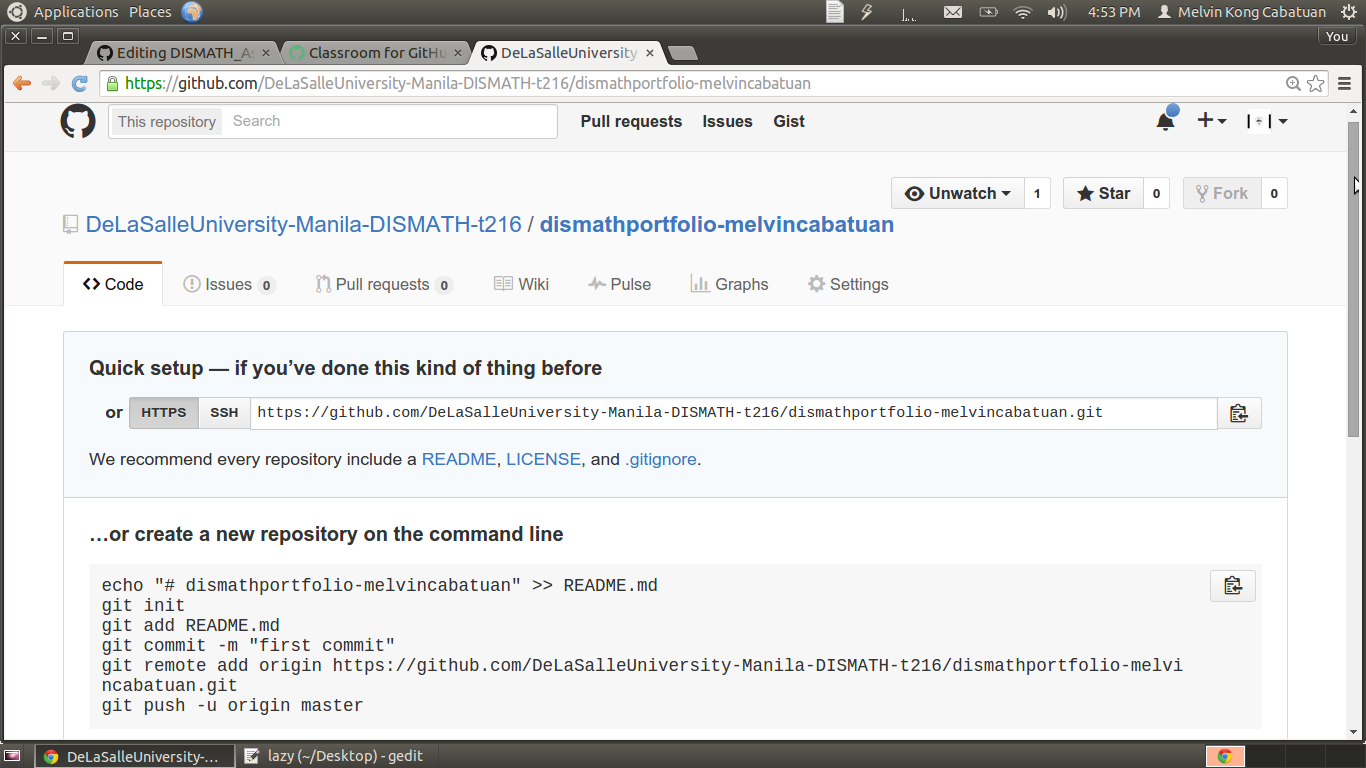 Applications Places 4:53 PM Melvin Kong Cabatuan
You
Editing DISMATH_As Classroom for GitHu DeLaSalleUniversity
https://github.com/DeLaSalleUniversity-Manila-DISMATH-t216/dismathportfolio-melvincabatuan
This repository Search Pull requests Issues Gist
Unwatch 1 Star 0 Fork 0
DeLaSalleUniversity-Manila-DISMATH-t216 / dismathportfolio-melvincabatuan
Code Issues 0 Pull requests 0 Wiki Pulse Graphs Settings
Quick setup — if you’ve done this kind of thing before
or HTTPS SSH https://github.com/DeLaSalleUniversity-Manila-DISMATH-t216/dismathportfolio-melvincabatuan.git
We recommend every repository include a README, LICENSE, and .gitignore.
…or create a new repository on the command line
echo "# dismathportfolio-melvincabatuan" >> README.md
git init
git add README.md
git commit -m "first commit"
git remote add origin https://github.com/DeLaSalleUniversity-Manila-DISMATH-t216/dismathportfolio-melvi
ncabatuan.git
git push -u origin master
DeLaSalleUniversity-... lazy (~/Desktop) - gedit